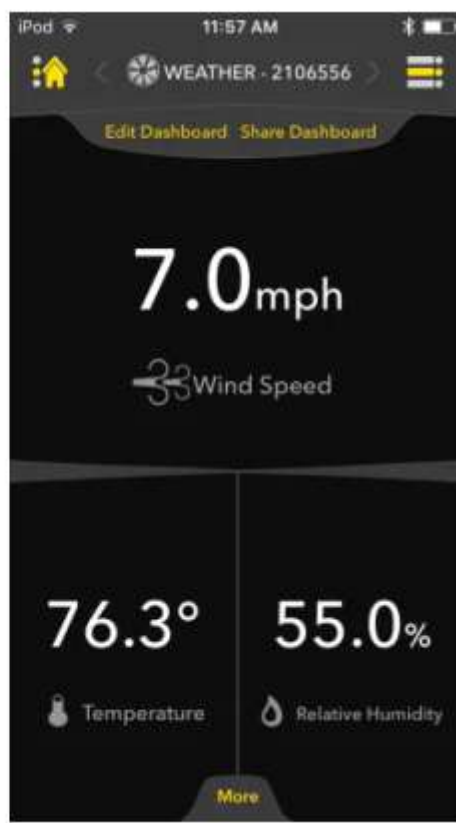 iPod 11:57 AM
WEATHER - 2106556
Edit Dashboard Share Dashboard
7.0mph
Wind Speed
76.3° 55.0%
Temperature Relative Humidity
More